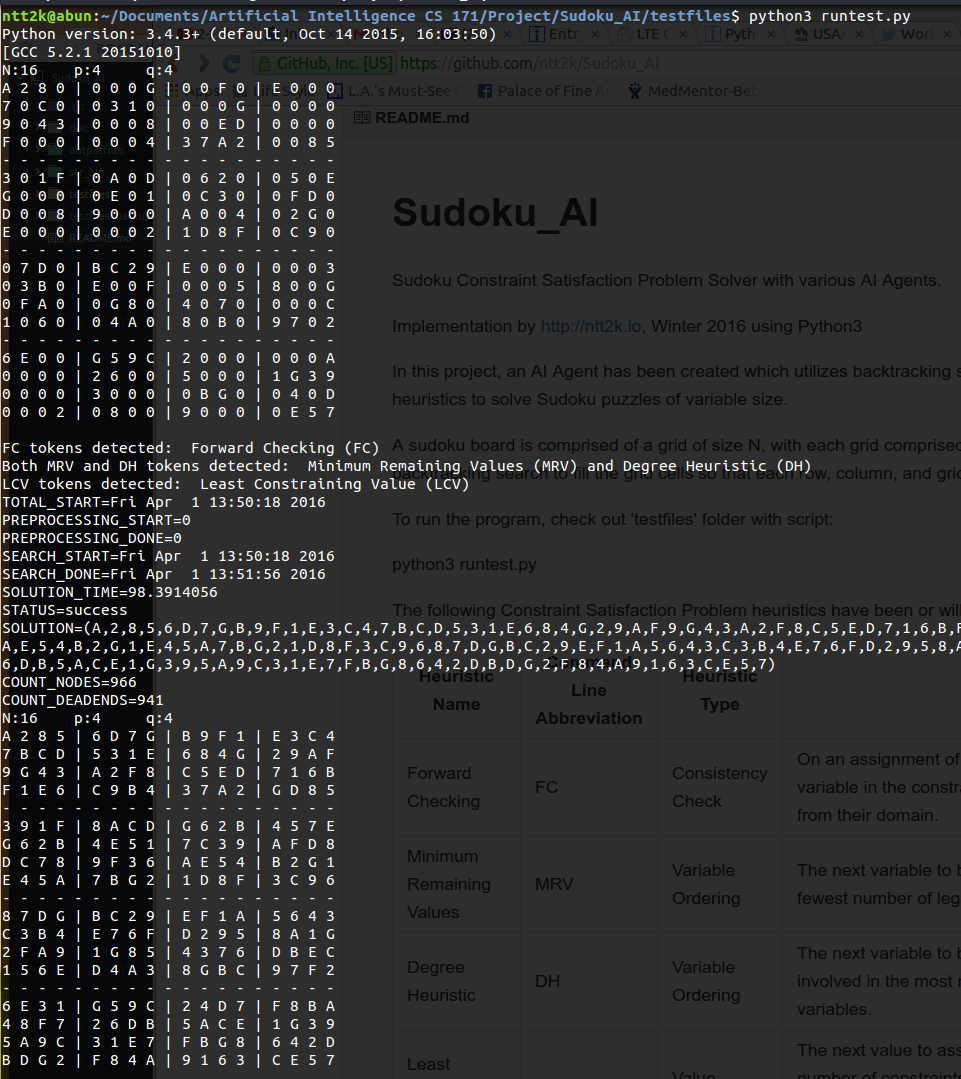 ntt2k@abun:~/Documents/Artificial Intelligence CS 171/Project/Sudoku_AI/testfiles$ python3 runtest.py
Python version: 3.4.3+ (default, Oct 14 2015, 16:03:50)
[GCC 5.2.1 20151010]
N:16 p:4 q:4
A 2 8 0 | 0 0 0 G | 0 0 F 0 | E 0 0 0
7 0 C 0 | 0 3 1 0 | 0 0 0 G | 0 0 0 0
9 0 4 3 | 0 0 0 8 | 0 0 E D | 0 0 0 0
F 0 0 0 | 0 0 0 4 | 3 7 A 2 | 0 0 8 5
- - - - - - - - - - - - - - - - - - -
3 0 1 F | 0 A 0 D | 0 6 2 0 | 0 5 0 E
G 0 0 0 | 0 E 0 1 | 0 C 3 0 | 0 F D 0
D 0 0 8 | 9 0 0 0 | A 0 0 4 | 0 2 G 0
E 0 0 0 | 0 0 0 2 | 1 D 8 F | 0 C 9 0
- - - - - - - - - - - - - - - - - - -
0 7 D 0 | B C 2 9 | E 0 0 0 | 0 0 0 3
0 3 B 0 | E 0 0 F | 0 0 0 5 | 8 0 0 G
0 F A 0 | 0 G 8 0 | 4 0 7 0 | 0 0 0 C
1 0 6 0 | 0 4 A 0 | 8 0 B 0 | 9 7 0 2
- - - - - - - - - - - - - - - - - - -
6 E 0 0 | G 5 9 C | 2 0 0 0 | 0 0 0 A
0 0 0 0 | 2 6 0 0 | 5 0 0 0 | 1 G 3 9
0 0 0 0 | 3 0 0 0 | 0 B G 0 | 0 4 0 D
0 0 0 2 | 0 8 0 0 | 9 0 0 0 | 0 E 5 7
FC tokens detected: Forward Checking (FC)
Both MRV and DH tokens detected: Minimum Remaining Values (MRV) and Degree Heuristic (DH)
LCV tokens detected: Least Constraining Value (LCV)
TOTAL_START=Fri Apr 1 13:50:18 2016
PREPROCESSING_START=0
PREPROCESSING_DONE=0
SEARCH_START=Fri Apr 1 13:50:18 2016
SEARCH_DONE=Fri Apr 1 13:51:56 2016
SOLUTION_TIME=98.3914056
STATUS=success
SOLUTION=(A,2,8,5,6,D,7,G,B,9,F,1,E,3,C,4,7,B,C,D,5,3,1,E,6,8,4,G,2,9,A,F,9,G,4,3,A,2,F,8,C,5,E,D,7,1,6,B,F
A,E,5,4,B,2,G,1,E,4,5,A,7,B,G,2,1,D,8,F,3,C,9,6,8,7,D,G,B,C,2,9,E,F,1,A,5,6,4,3,C,3,B,4,E,7,6,F,D,2,9,5,8,A
6,D,B,5,A,C,E,1,G,3,9,5,A,9,C,3,1,E,7,F,B,G,8,6,4,2,D,B,D,G,2,F,8,4,A,9,1,6,3,C,E,5,7)
COUNT_NODES=966
COUNT_DEADENDS=941
N:16 p:4 q:4
A 2 8 5 | 6 D 7 G | B 9 F 1 | E 3 C 4
7 B C D | 5 3 1 E | 6 8 4 G | 2 9 A F
9 G 4 3 | A 2 F 8 | C 5 E D | 7 1 6 B
F 1 E 6 | C 9 B 4 | 3 7 A 2 | G D 8 5
- - - - - - - - - - - - - - - - - - -
3 9 1 F | 8 A C D | G 6 2 B | 4 5 7 E
G 6 2 B | 4 E 5 1 | 7 C 3 9 | A F D 8
D C 7 8 | 9 F 3 6 | A E 5 4 | B 2 G 1
E 4 5 A | 7 B G 2 | 1 D 8 F | 3 C 9 6
- - - - - - - - - - - - - - - - - - -
8 7 D G | B C 2 9 | E F 1 A | 5 6 4 3
C 3 B 4 | E 7 6 F | D 2 9 5 | 8 A 1 G
2 F A 9 | 1 G 8 5 | 4 3 7 6 | D B E C
1 5 6 E | D 4 A 3 | 8 G B C | 9 7 F 2
- - - - - - - - - - - - - - - - - - -
6 E 3 1 | G 5 9 C | 2 4 D 7 | F 8 B A
4 8 F 7 | 2 6 D B | 5 A C E | 1 G 3 9
5 A 9 C | 3 1 E 7 | F B G 8 | 6 4 2 D
B D G 2 | F 8 4 A | 9 1 6 3 | C E 5 7
GitHub, Inc. [US] https://github.com/ntt2k/Sudoku_AI
L.A.'s Must-See Palace of Fine Ar MedMentor-Beta
README.md
Sudoku_AI
Sudoku Constraint Satisfaction Problem Solver with various AI Agents.
Implementation by http://ntt2k.io, Winter 2016 using Python3
In this project, an AI Agent has been created which utilizes backtracking
heuristics to solve Sudoku puzzles of variable size.
A sudoku board is comprised of a grid of size N, with each grid comprised
backtracking search to fill the grid cells so that each row, column, and grid
To run the program, check out 'testfiles' folder with script:
python3 runtest.py
The following Constraint Satisfaction Problem heuristics have been or will
Heuristic Name
Command Line Abbreviation
Heuristic Type
Forward Checking
FC
Consistency Check
On an assignment of
variable in the
from their domain.
Minimum Remaining Values
MRV
Variable Ordering
The next variable to
fewest number of
Degree Heuristic
DH
Variable Ordering
The next variable to
involved in the most
variables.
Least
Value
The next value to
number of